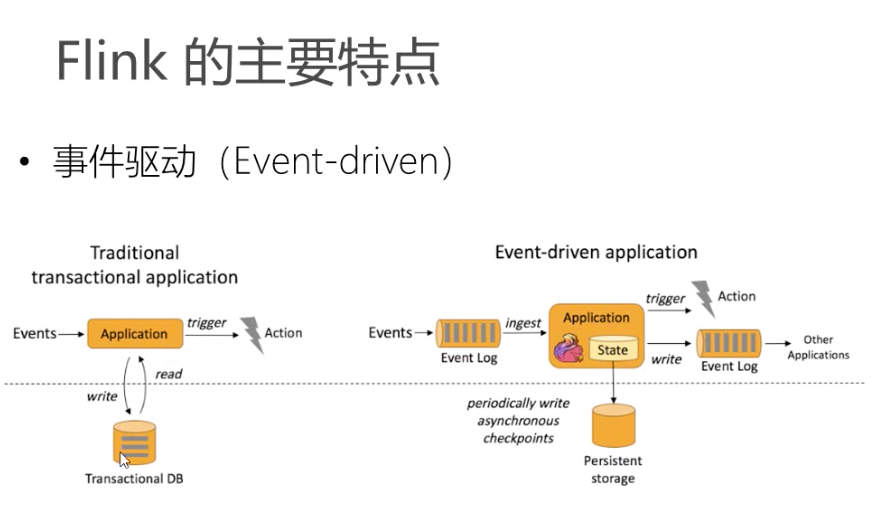 Flink 的主要特点
• 事件驱动（Event-driven）
Traditional
transactional application
Events
Application
trigger
Action
write
read
Transactional DB
Event-driven application
Events
Event Log
ingest
Application
State
trigger
Action
write
Event Log
Other
Applications
periodically write
asynchronous
checkpoints
Persistent
storage